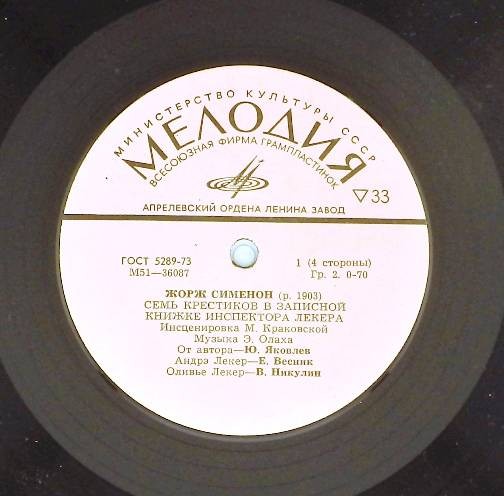 МИНИСТЕРСТВО КУЛЬТУРЫ СССР
МЕЛОДИЯ
ВСЕСОЮЗНАЯ ФИРМА ГРАМПЛАСТИНОК
▽33
АПРЕЛЕВСКИЙ ОРДЕНА ЛЕНИНА ЗАВОД
ГОСТ 5289-73 1 (4 стороны)
М51—36087 Гр. 2. 0-70
ЖОРЖ СИМЕНОН (р. 1903)
СЕМЬ КРЕСТИКОВ В ЗАПИСНОЙ
КНИЖКЕ ИНСПЕКТОРА ЛЕКЕРА
Инсценировка М. Краковской
Музыка Э. Олаха
От автора—Ю. Яковлев
Андрэ Лекер—Е. Весник
Оливье Лекер—В. Никулин